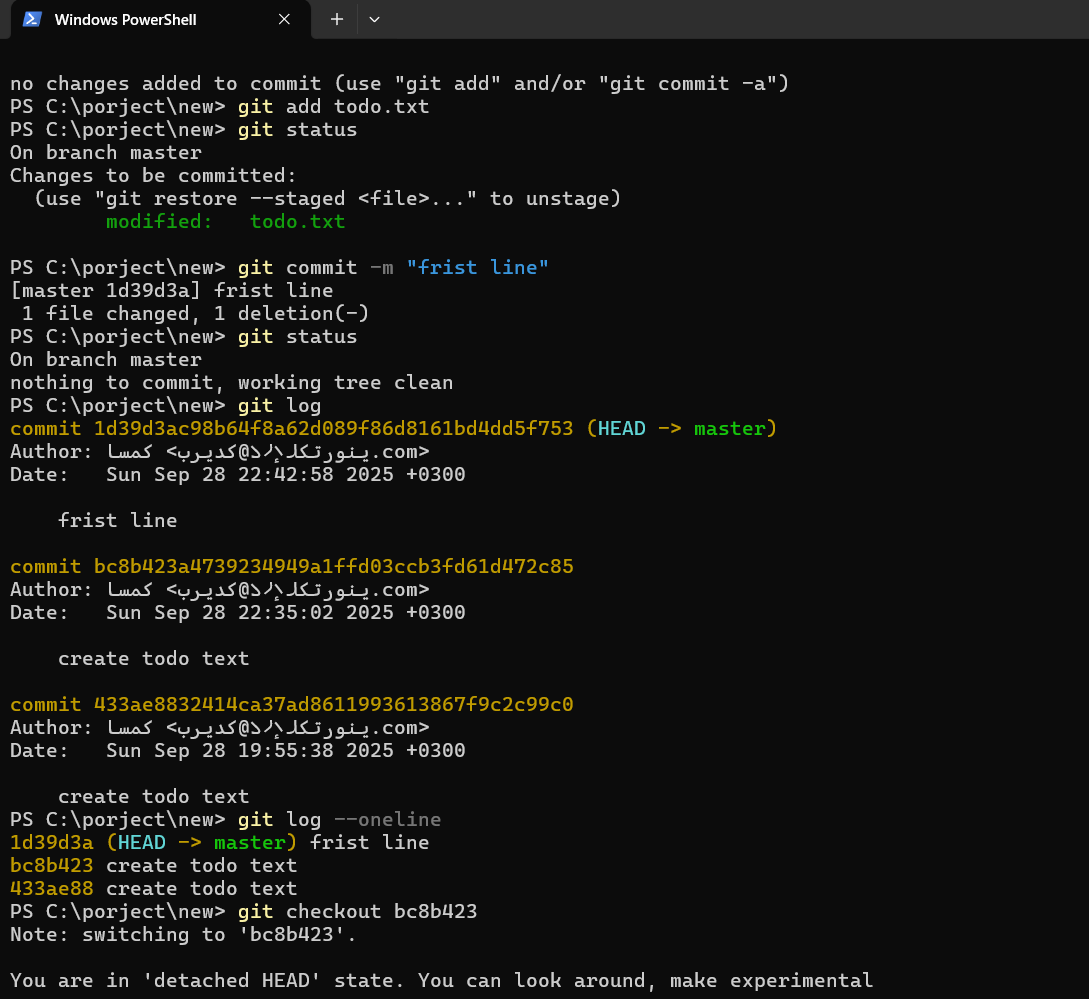 Windows PowerShell
no changes added to commit (use "git add" and/or "git commit -a")
PS C:\porject\new> git add todo.txt
PS C:\porject\new> git status
On branch master
Changes to be committed:
  (use "git restore --staged <file>..." to unstage)
        modified:   todo.txt
PS C:\porject\new> git commit -m "frist line"
[master 1d39d3a] frist line
 1 file changed, 1 deletion(-)
PS C:\porject\new> git status
On branch master
nothing to commit, working tree clean
PS C:\porject\new> git log
commit 1d39d3ac98b64f8a62d089f86d8161bd4dd5f753 (HEAD -> master)
Author: كمسا <كديرب@ينورتكلإلا.com>
Date:   Sun Sep 28 22:42:58 2025 +0300
    frist line
commit bc8b423a4739234949a1ffd03ccb3fd61d472c85
Author: كمسا <كديرب@ينورتكلإلا.com>
Date:   Sun Sep 28 22:35:02 2025 +0300
    create todo text
commit 433ae8832414ca37ad8611993613867f9c2c99c0
Author: كمسا <كديرب@ينورتكلإلا.com>
Date:   Sun Sep 28 19:55:38 2025 +0300
    create todo text
PS C:\porject\new> git log --oneline
1d39d3a (HEAD -> master) frist line
bc8b423 create todo text
433ae88 create todo text
PS C:\porject\new> git checkout bc8b423
Note: switching to 'bc8b423'.
You are in 'detached HEAD' state. You can look around, make experimental